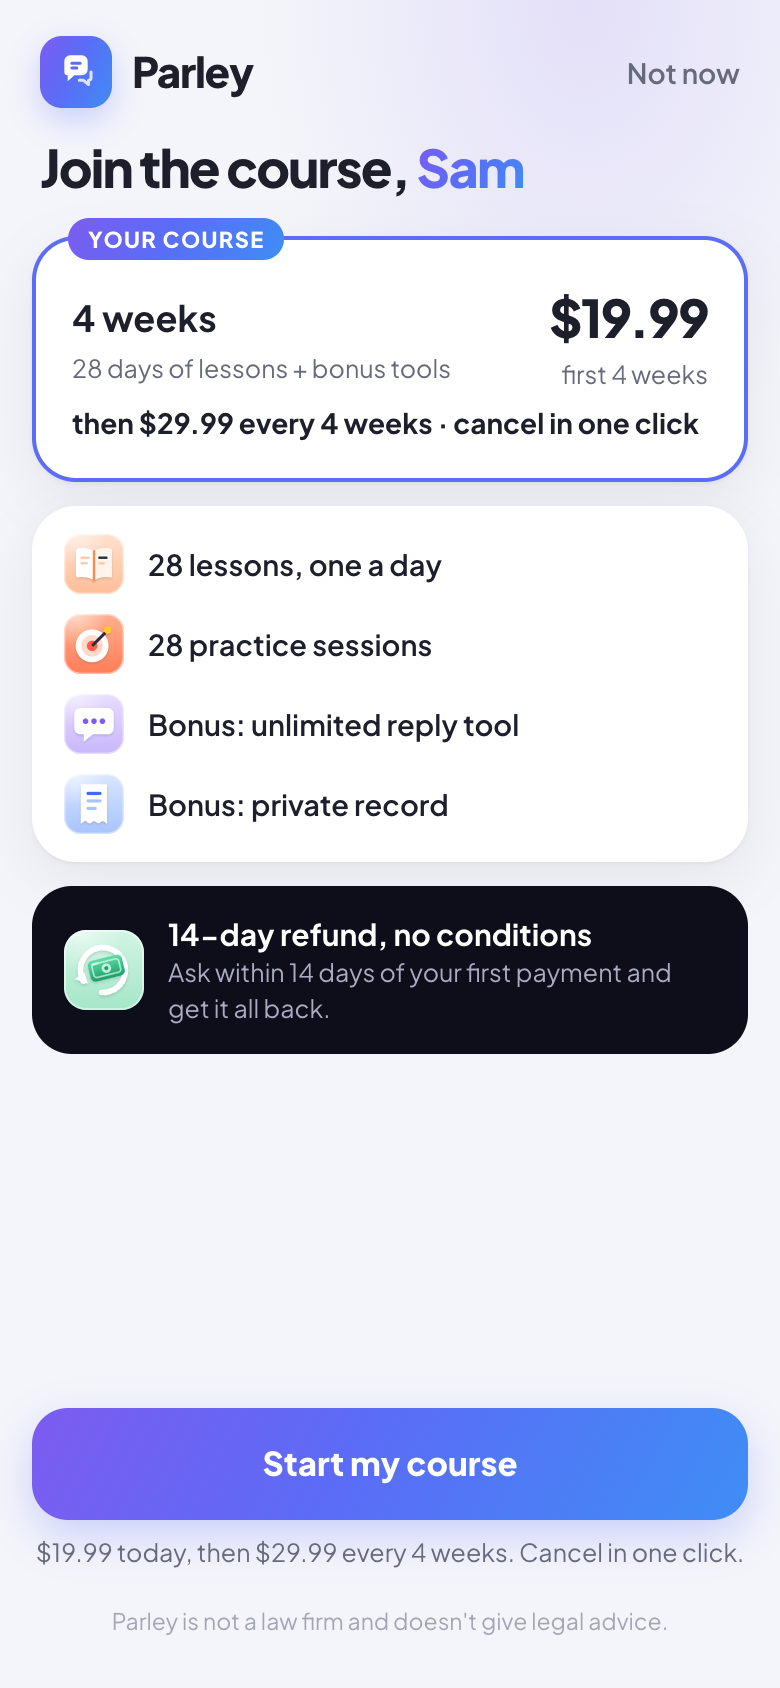 Parley
Not now
Join the course, Sam
YOUR COURSE
4 weeks
$19.99
28 days of lessons + bonus tools
first 4 weeks
then $29.99 every 4 weeks · cancel in one click
28 lessons, one a day
28 practice sessions
Bonus: unlimited reply tool
Bonus: private record
14-day refund, no conditions
Ask within 14 days of your first payment and
get it all back.
Start my course
$19.99 today, then $29.99 every 4 weeks. Cancel in one click.
Parley is not a law firm and doesn't give legal advice.